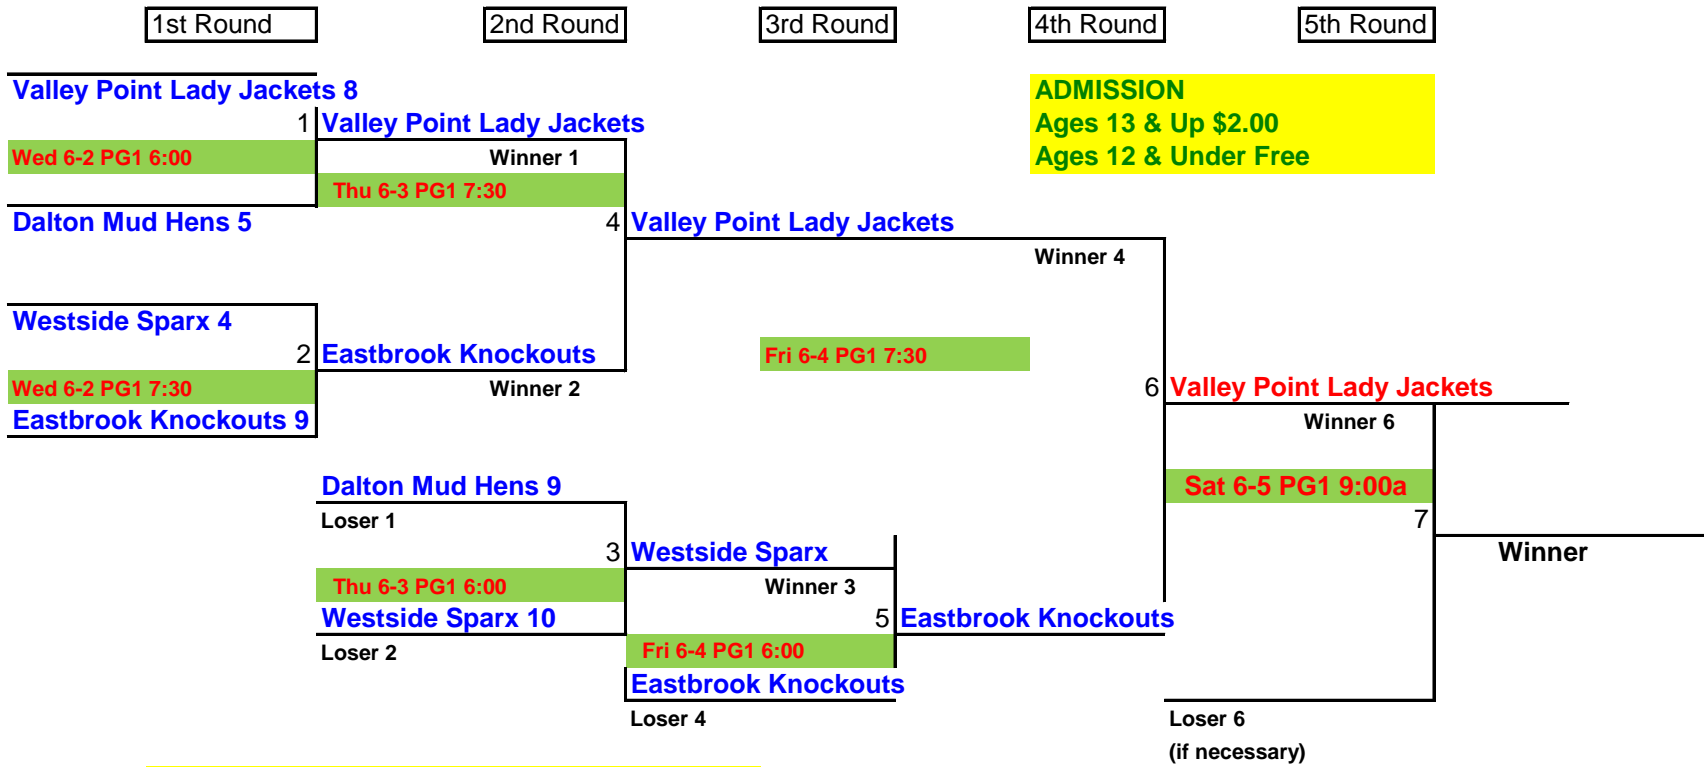 1st Round 2nd Round 3rd Round 4th Round 5th Round
Valley Point Lady Jackets 8
ADMISSION
1 Valley Point Lady Jackets
Ages 13 & Up $2.00
Wed 6-2 PG1 6:00
Winner 1
Ages 12 & Under Free
Thu 6-3 PG1 7:30
Dalton Mud Hens 5
4 Valley Point Lady Jackets
Winner 4
Westside Sparx 4
2 Eastbrook Knockouts
Fri 6-4 PG1 7:30
Wed 6-2 PG1 7:30
Winner 2
6 Valley Point Lady Jackets
Eastbrook Knockouts 9
Winner 6
Dalton Mud Hens 9
Sat 6-5 PG1 9:00a
Loser 1
7
3 Westside Sparx
Winner
Thu 6-3 PG1 6:00
Winner 3
Westside Sparx 10
5 Eastbrook Knockouts
Loser 2
Fri 6-4 PG1 6:00
Eastbrook Knockouts
Loser 4
Loser 6
(if necessary)